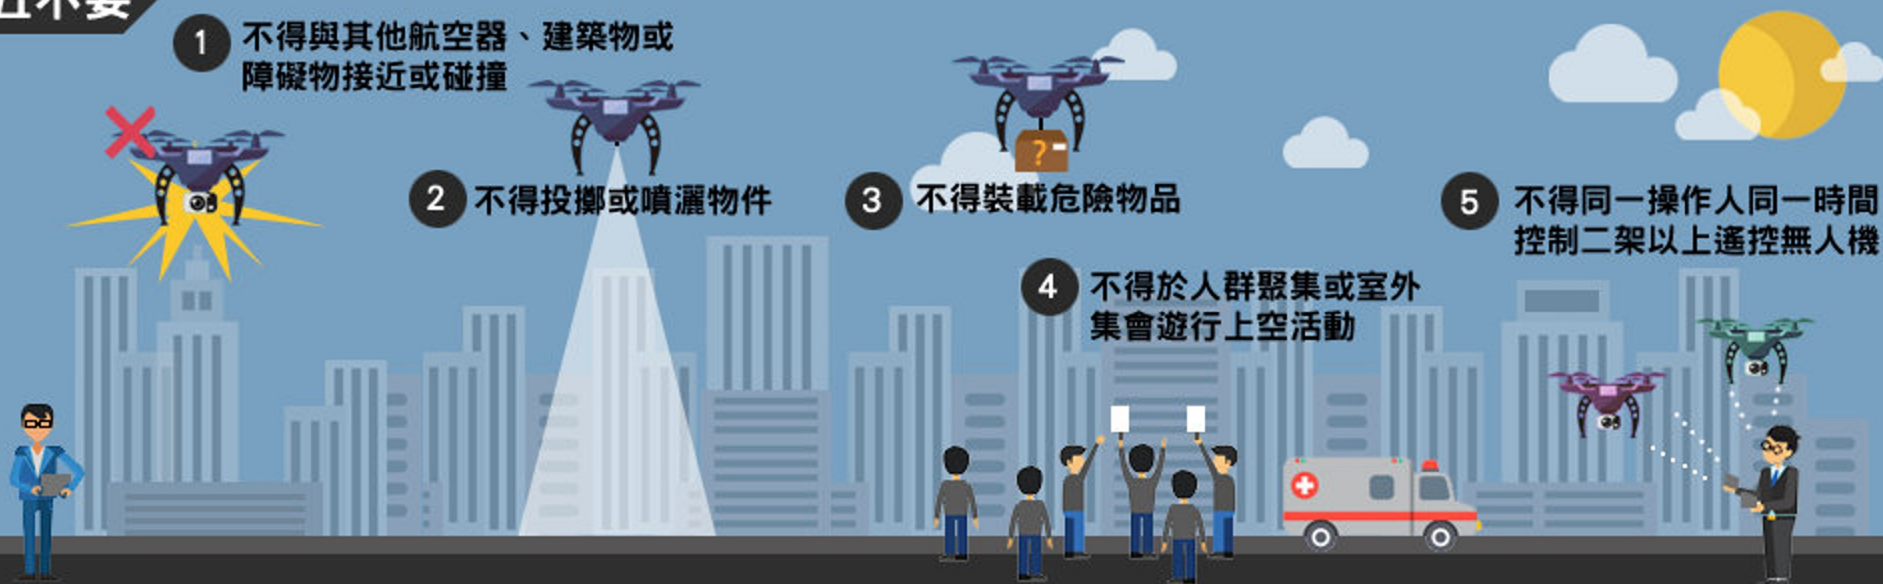 五不要
1 不得與其他航空器、建築物或
障礙物接近或碰撞
2 不得投擲或噴灑物件
3 不得裝載危險物品
4 不得於人群聚集或室外
集會遊行上空活動
5 不得同一操作人同一時間
控制二架以上遙控無人機
?